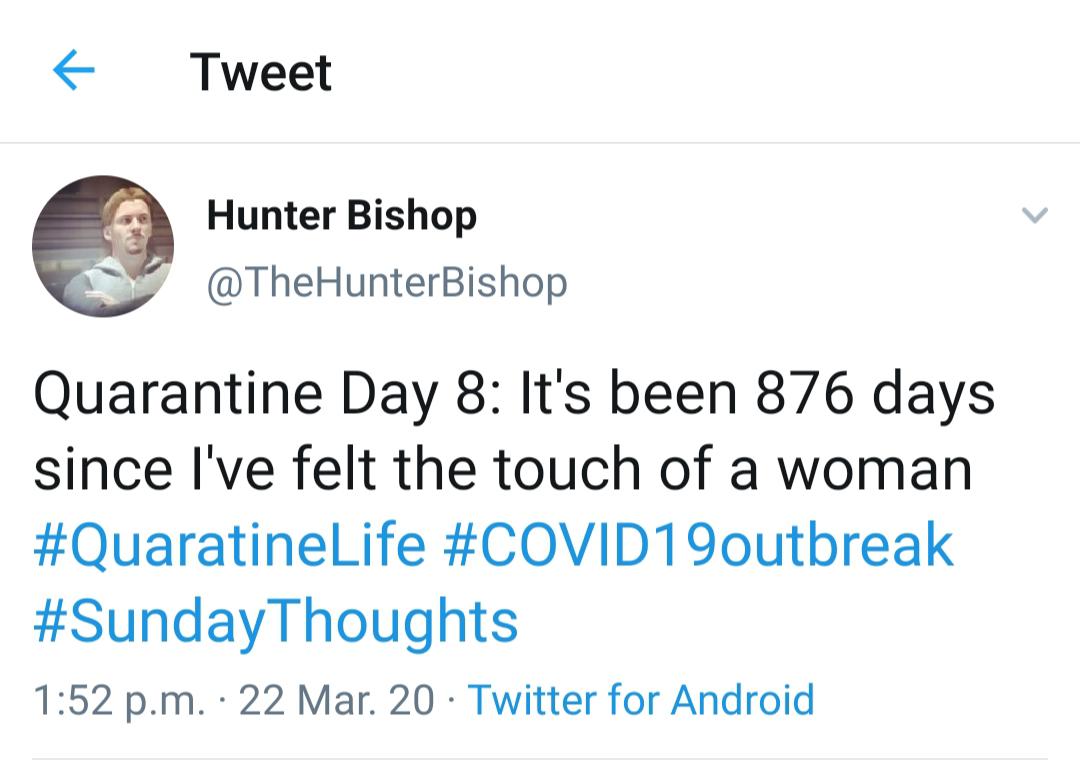 Tweet
Hunter Bishop
@TheHunterBishop
Quarantine Day 8: It's been 876 days
since I've felt the touch of a woman
#QuaratineLife #COVID19outbreak
#SundayThoughts
1:52 p.m. · 22 Mar. 20 · Twitter for Android